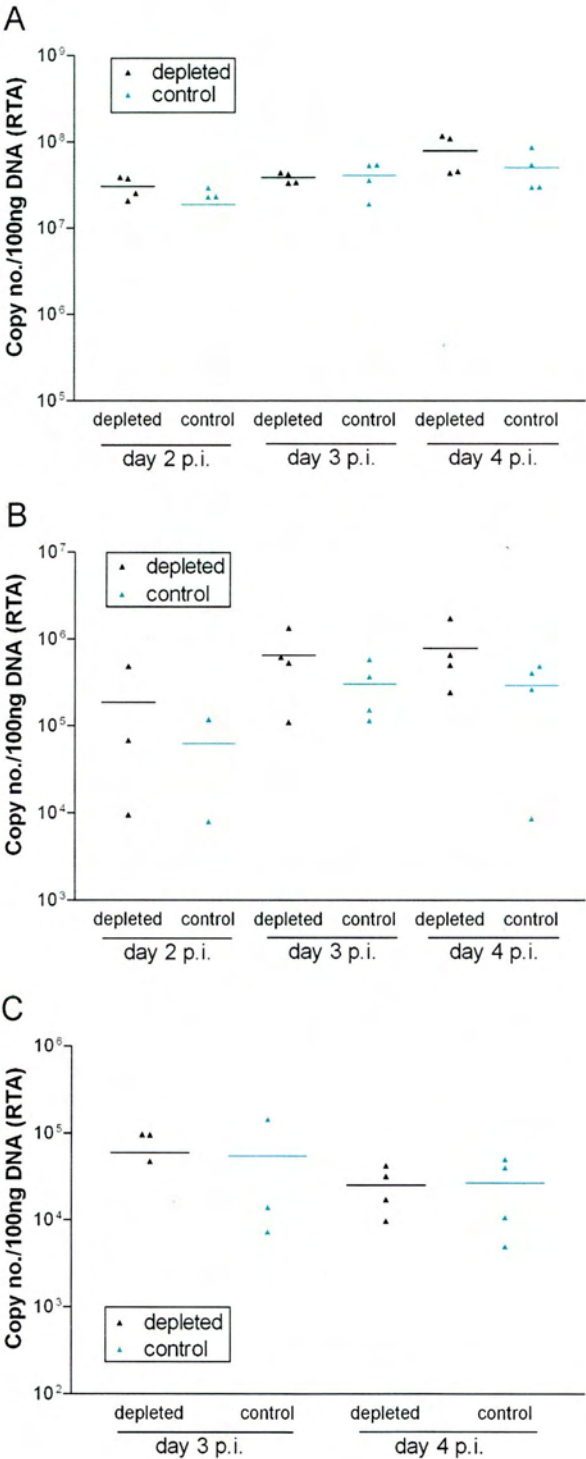 A
Copy no./100ng DNA (RTA)
10⁹
10⁸
10⁷
10⁶
10⁵
depleted
control
depleted control depleted control depleted control
day 2 p.i. day 3 p.i. day 4 p.i.
B
Copy no./100ng DNA (RTA)
10⁷
10⁶
10⁵
10⁴
10³
depleted
control
depleted control depleted control depleted control
day 2 p.i. day 3 p.i. day 4 p.i.
C
Copy no./100ng DNA (RTA)
10⁶
10⁵
10⁴
10³
10²
depleted
control
depleted control depleted control
day 3 p.i. day 4 p.i.